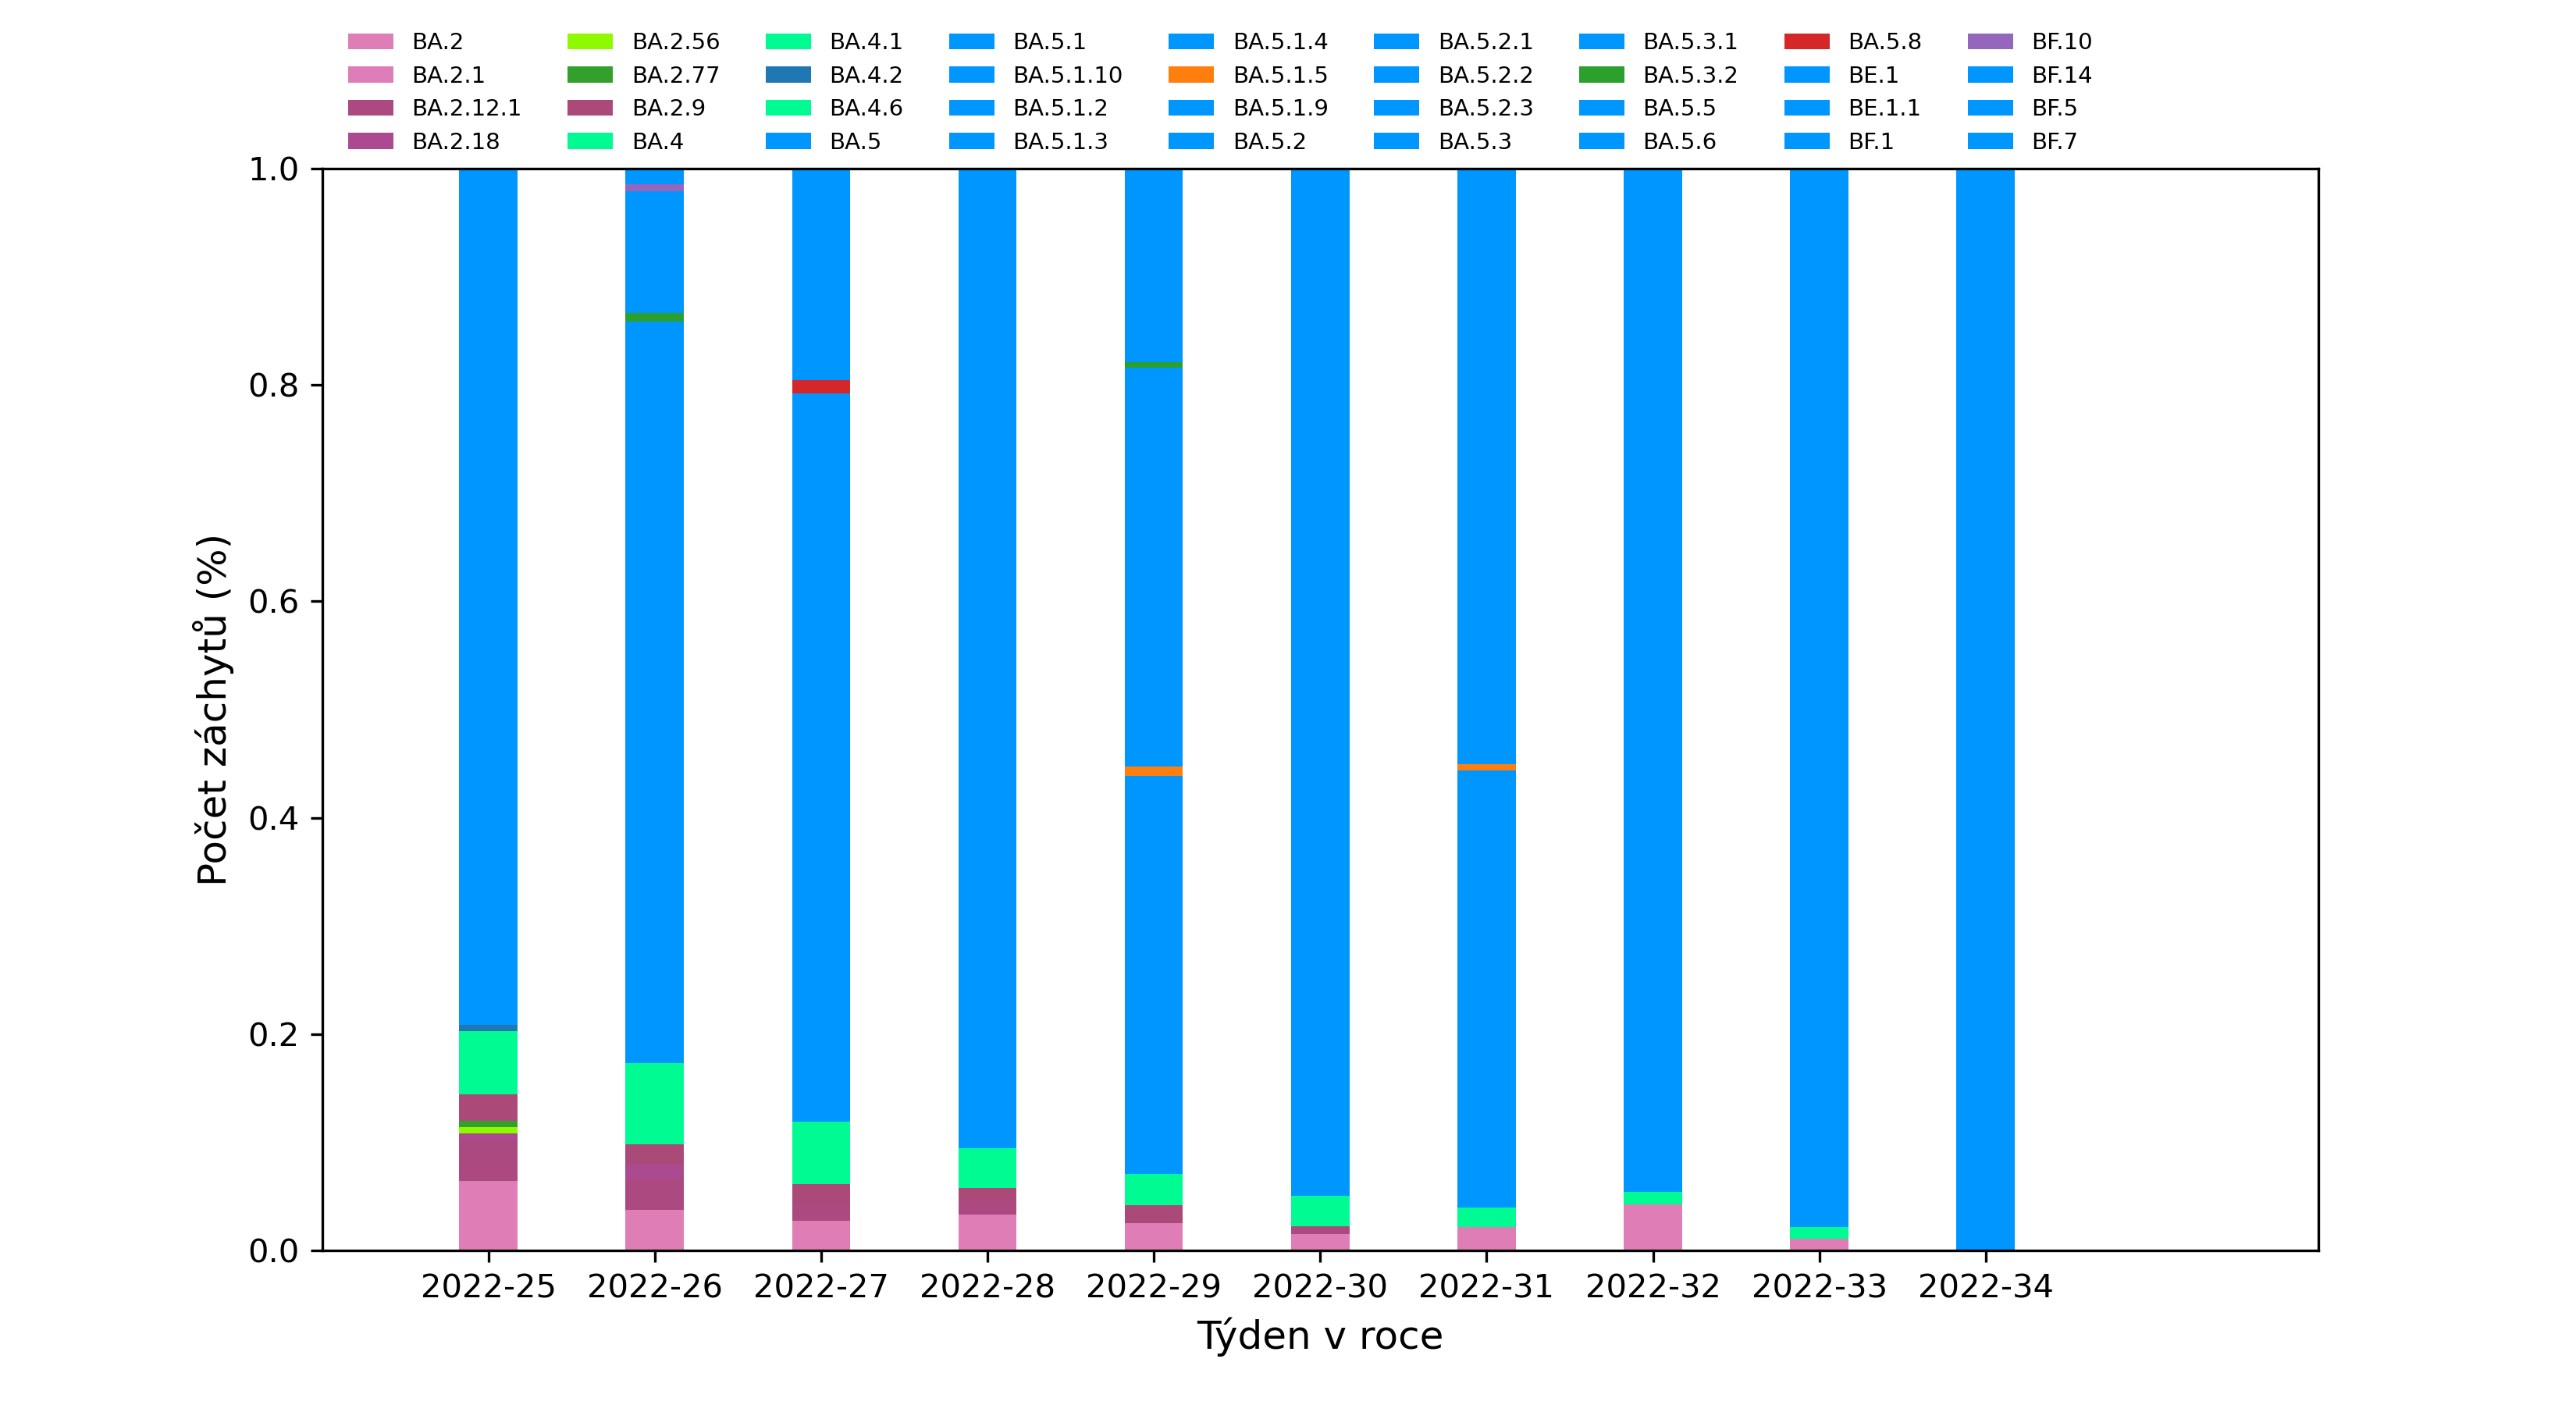 BA.2 BA.2.56 BA.4.1 BA.5.1 BA.5.1.4 BA.5.2.1 BA.5.3.1 BA.5.8 BF.10
BA.2.1 BA.2.77 BA.4.2 BA.5.1.10 BA.5.1.5 BA.5.2.2 BA.5.3.2 BE.1 BF.14
BA.2.12.1 BA.2.9 BA.4.6 BA.5.1.2 BA.5.1.9 BA.5.2.3 BA.5.5 BE.1.1 BF.5
BA.2.18 BA.4 BA.5 BA.5.1.3 BA.5.2 BA.5.3 BA.5.6 BF.1 BF.7
1.0
0.8
0.6
0.4
0.2
0.0
Počet záchytů (%)
2022-25 2022-26 2022-27 2022-28 2022-29 2022-30 2022-31 2022-32 2022-33 2022-34
Týden v roce